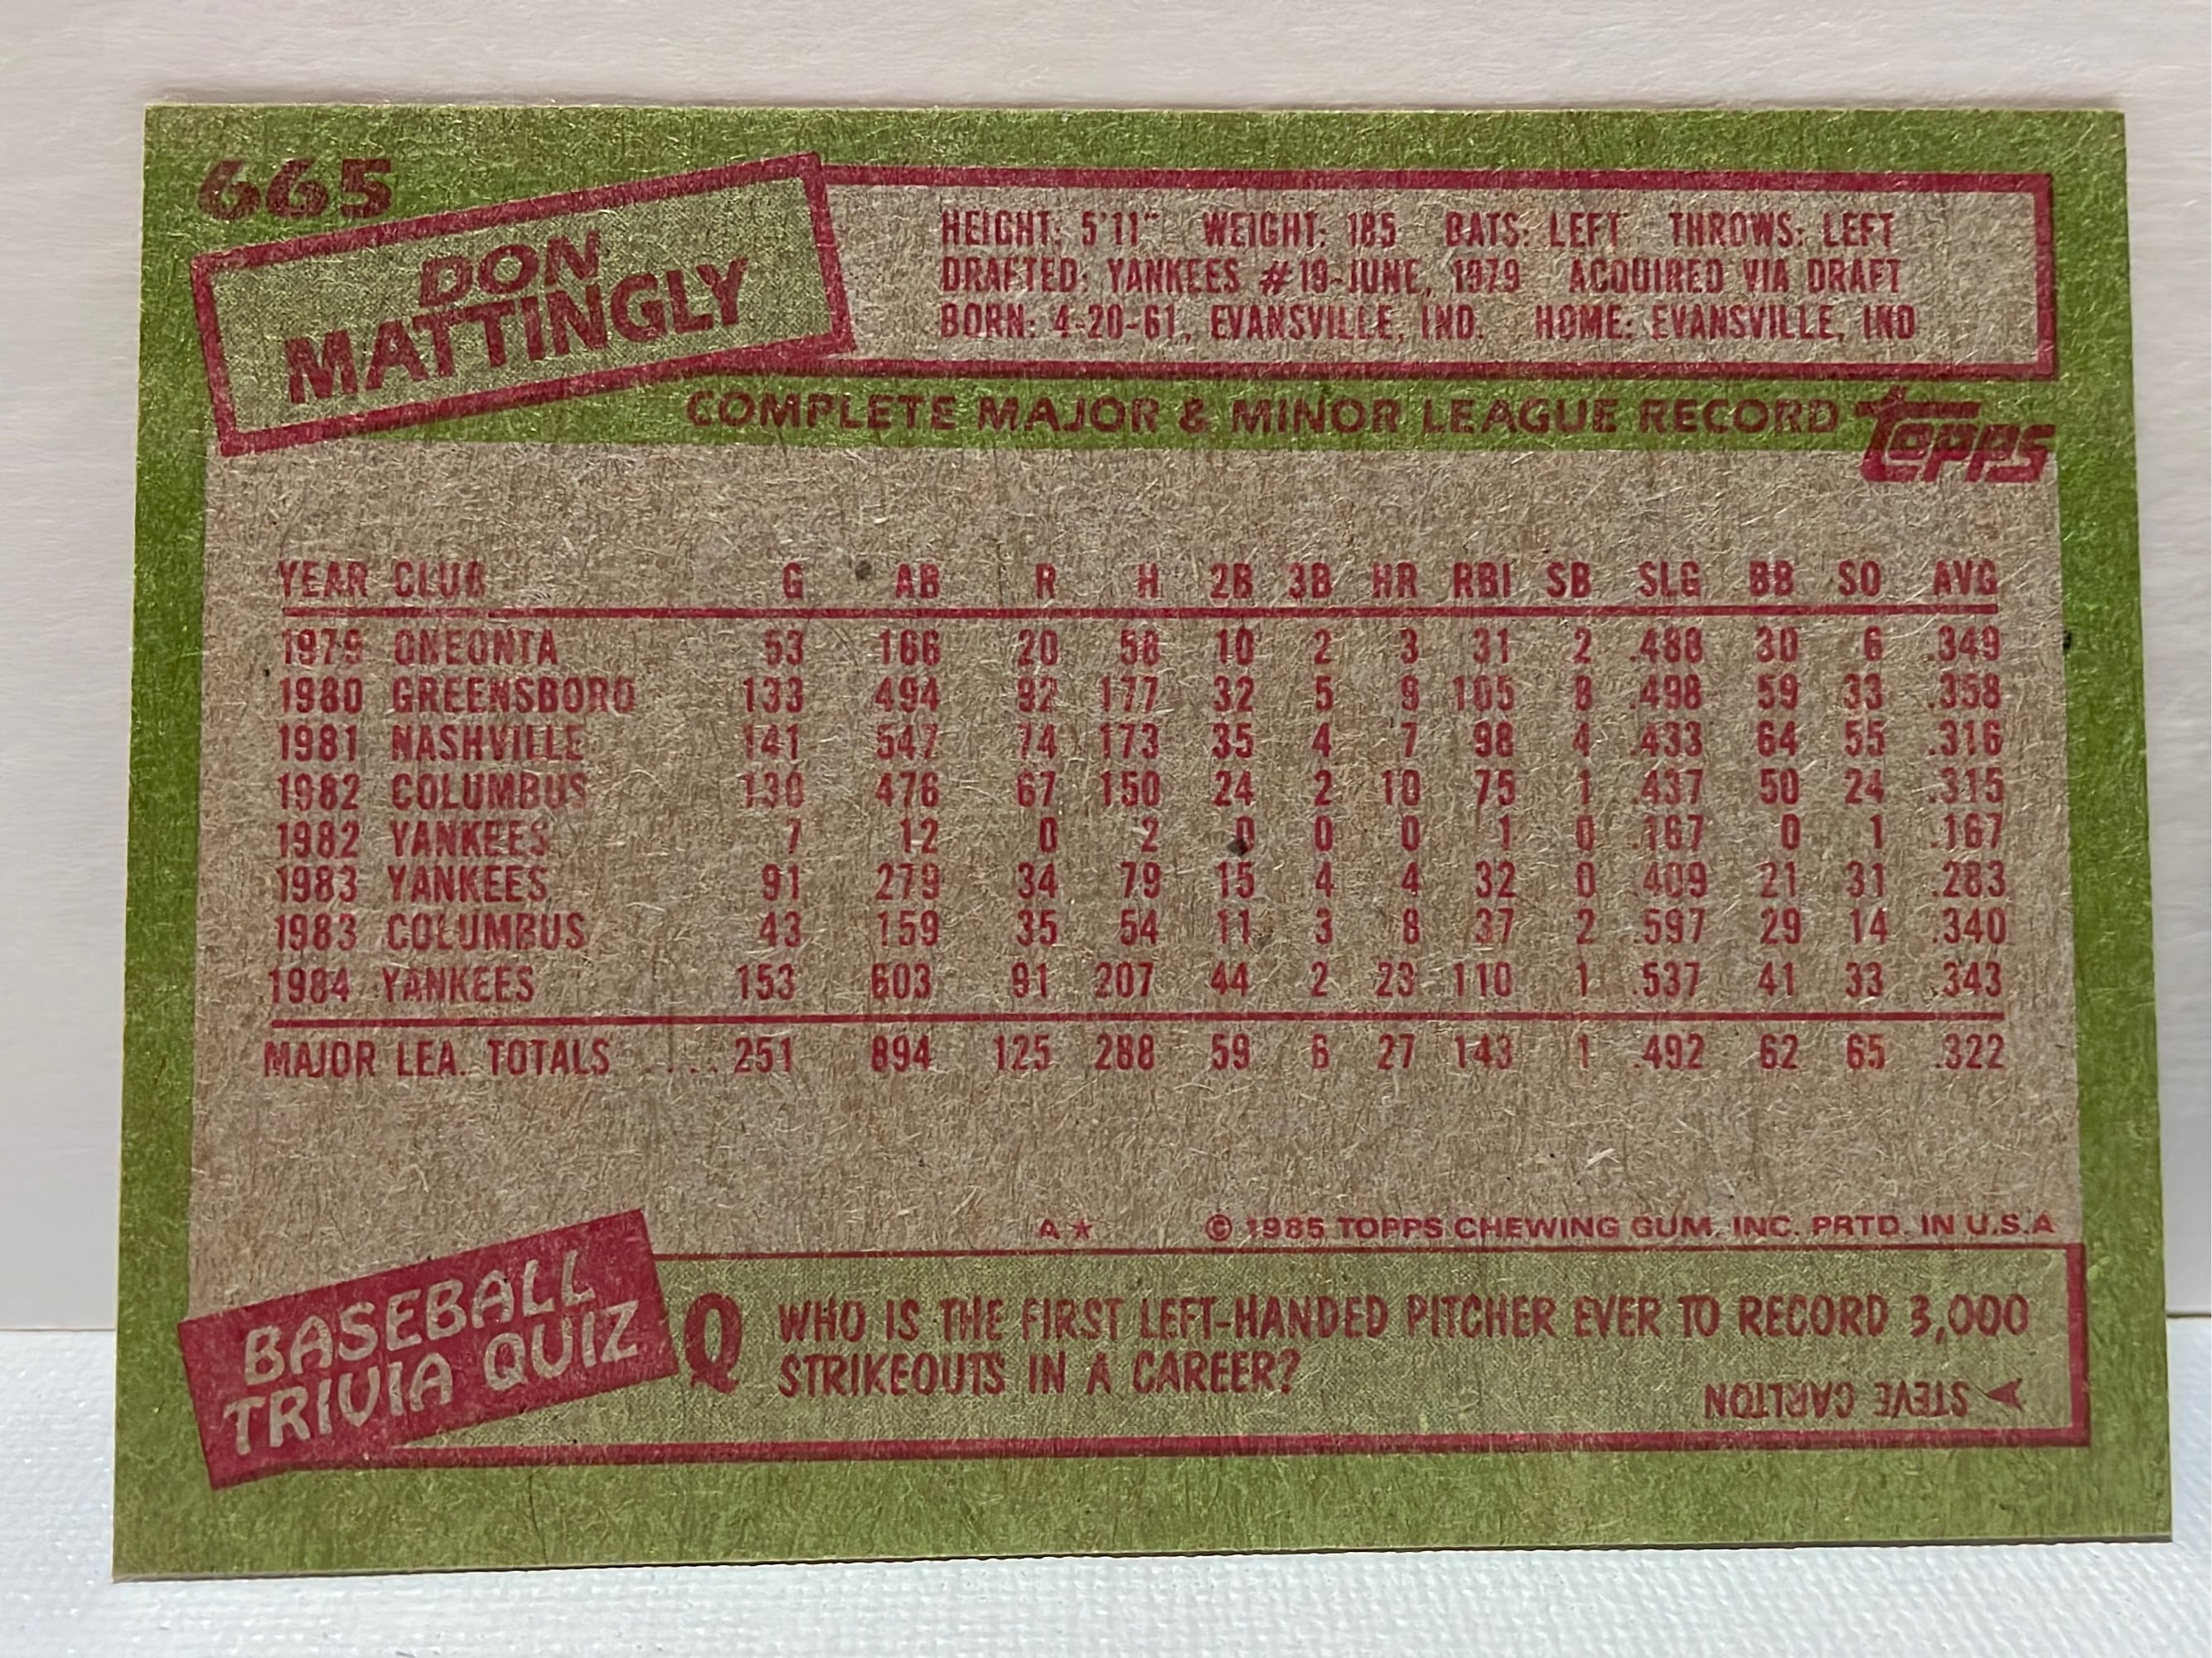 665
DON
MATTINGLY
HEIGHT: 5'11" WEIGHT: 185 BATS: LEFT THROWS: LEFT
DRAFTED: YANKEES #19-JUNE, 1979 ACQUIRED VIA DRAFT
BORN: 4-20-61, EVANSVILLE, IND. HOME: EVANSVILLE, IND
COMPLETE MAJOR & MINOR LEAGUE RECORD topps
YEAR CLUB G AB R H 2B 3B HR RBI SB SLG BB SO AVG
1979 ONEONTA 53 166 20 58 10 2 3 31 2 .488 30 6 .349
1980 GREENSBORO 133 494 92 177 32 5 9 105 8 .498 59 33 .358
1981 NASHVILLE 141 547 74 173 35 4 7 98 4 .433 64 55 .316
1982 COLUMBUS 130 476 67 150 24 2 10 75 1 .437 50 24 .315
1982 YANKEES 7 12 0 2 0 0 0 1 0 .167 0 1 .167
1983 YANKEES 91 279 34 79 15 4 4 32 0 .409 21 31 .283
1983 COLUMBUS 43 159 35 54 11 3 8 37 2 .597 29 14 .340
1984 YANKEES 153 603 91 207 44 2 23 110 1 .537 41 33 .343
MAJOR LEA. TOTALS .... 251 894 125 288 59 6 27 143 1 .492 62 65 .322
A★ © 1985 TOPPS CHEWING GUM, INC. PRTD. IN U.S.A
BASEBALL
TRIVIA QUIZ
Q WHO IS THE FIRST LEFT-HANDED PITCHER EVER TO RECORD 3,000
STRIKEOUTS IN A CAREER?
STEVE CARLTON